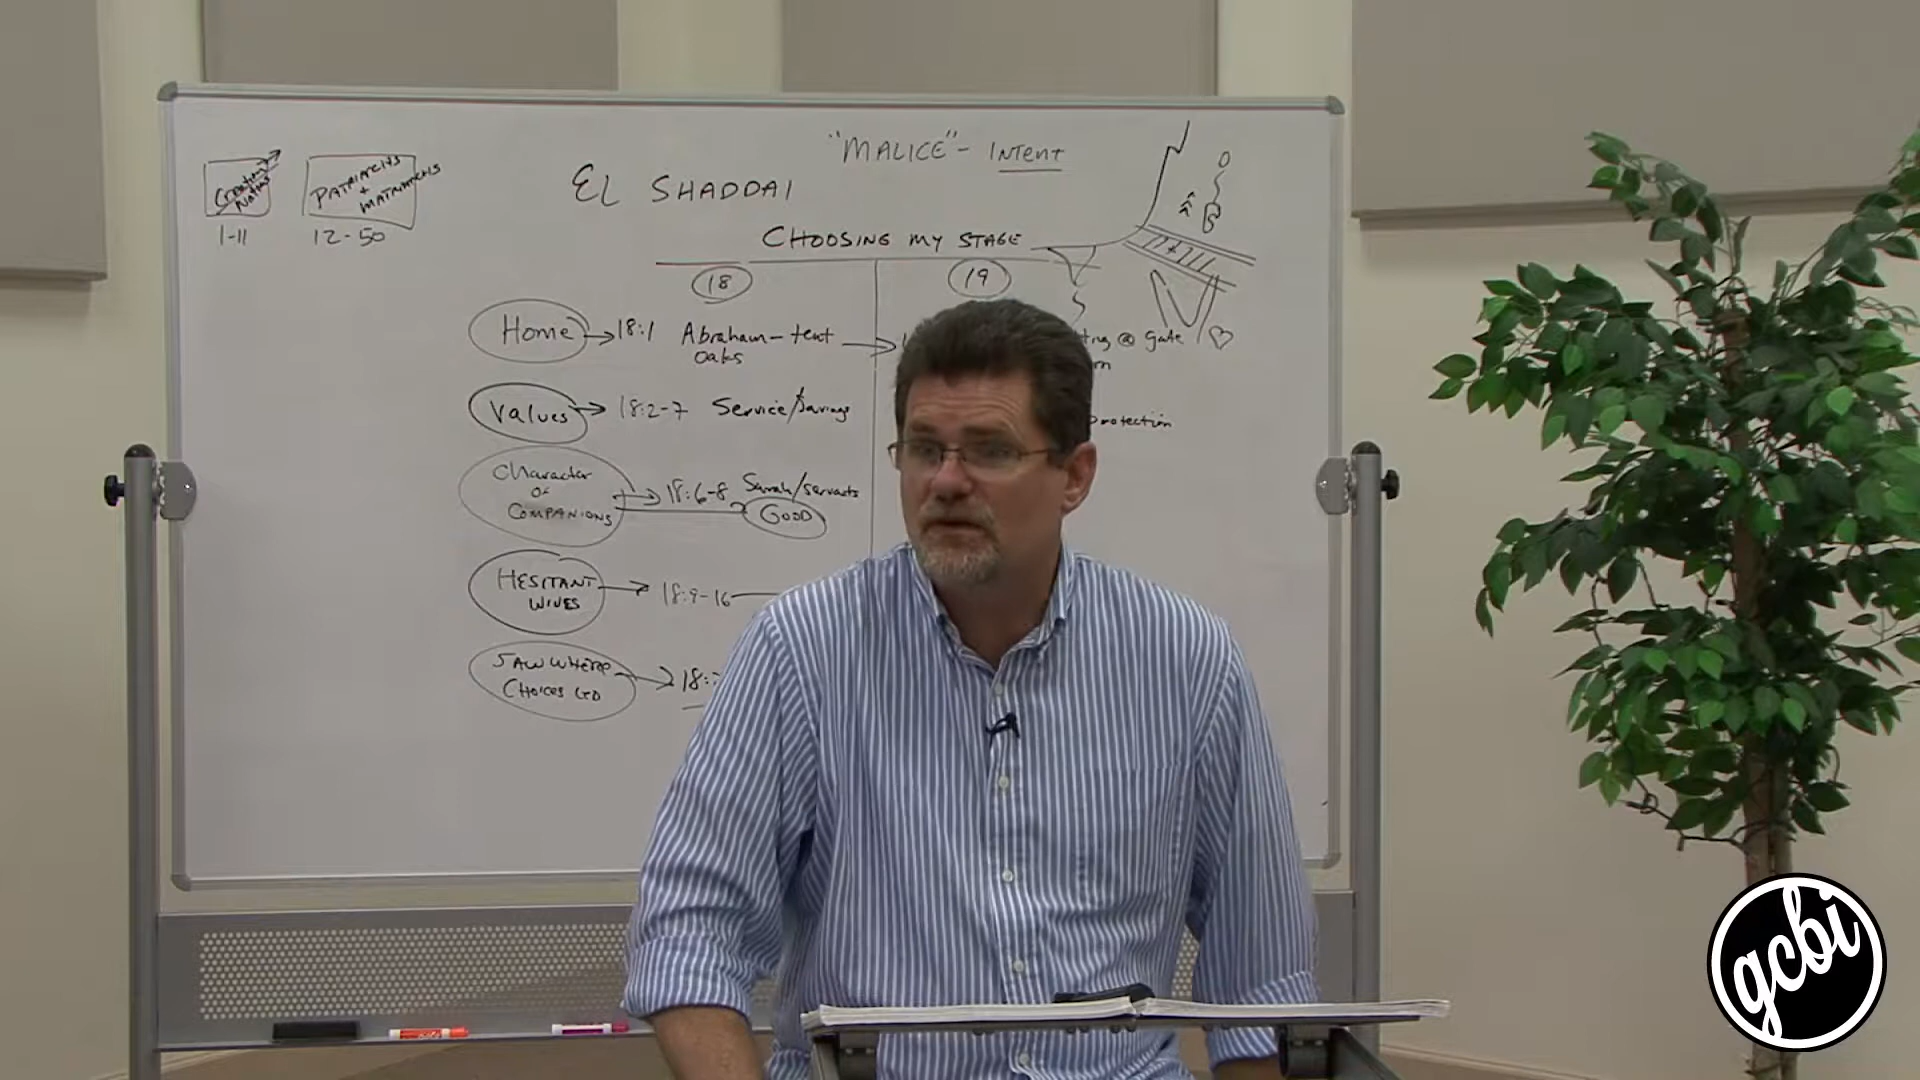 "MALICE" - INTENT
EL SHADDAI
Creation
Nations
1-11
PATRIARCHS
+
MATRIARCHS
12-50
CHOOSING MY STAGE
18
19
Home
18:1
Abraham - tent
oaks
@ gate
Values
18:2-7
Service/Savings
protection
Character
of
COMPANIONS
18:6-8
Sarah/servants
GOOD
HESITANT
WIVES
18:9-16
SAW WHERE
CHOICES LED
18:
gcbi